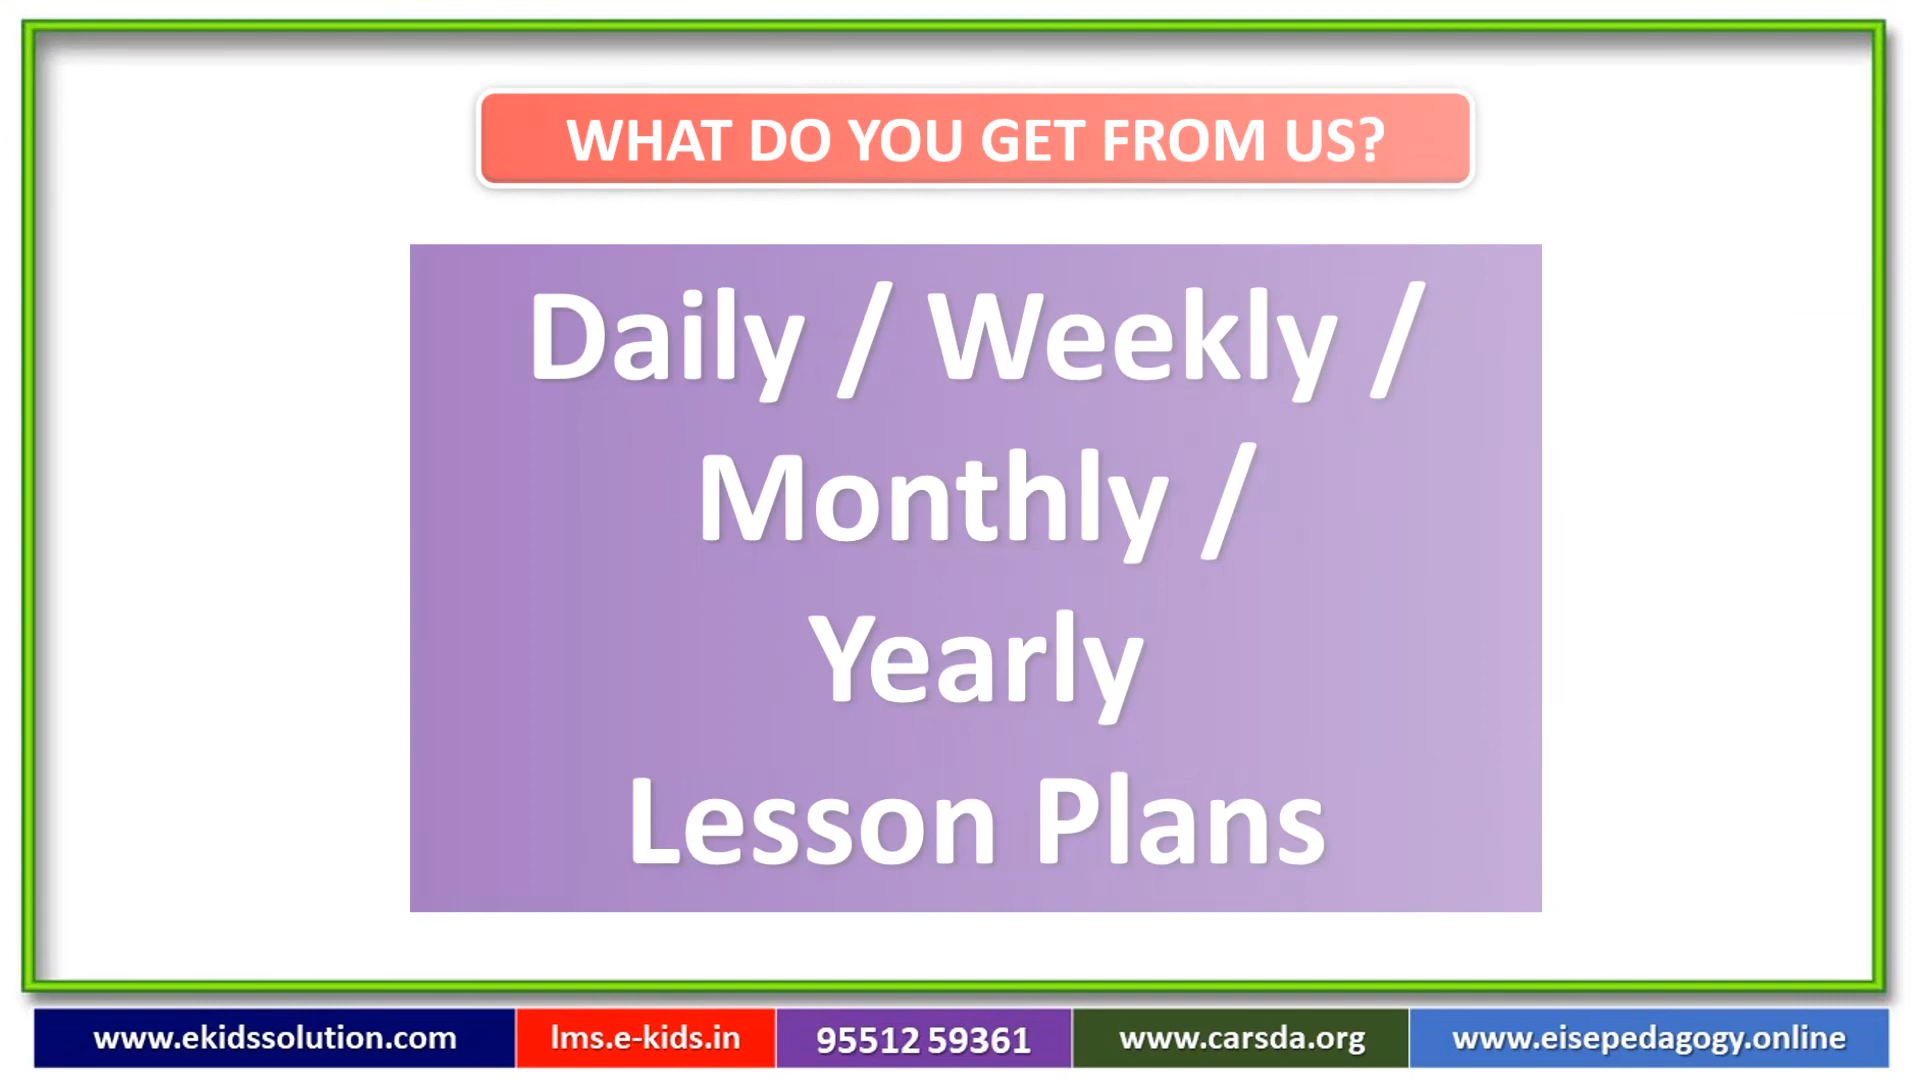 WHAT DO YOU GET FROM US?
Daily / Weekly /
Monthly /
Yearly
Lesson Plans
www.ekidssolution.com
lms.e-kids.in
95512 59361
www.carsda.org
www.eisepedagogy.online